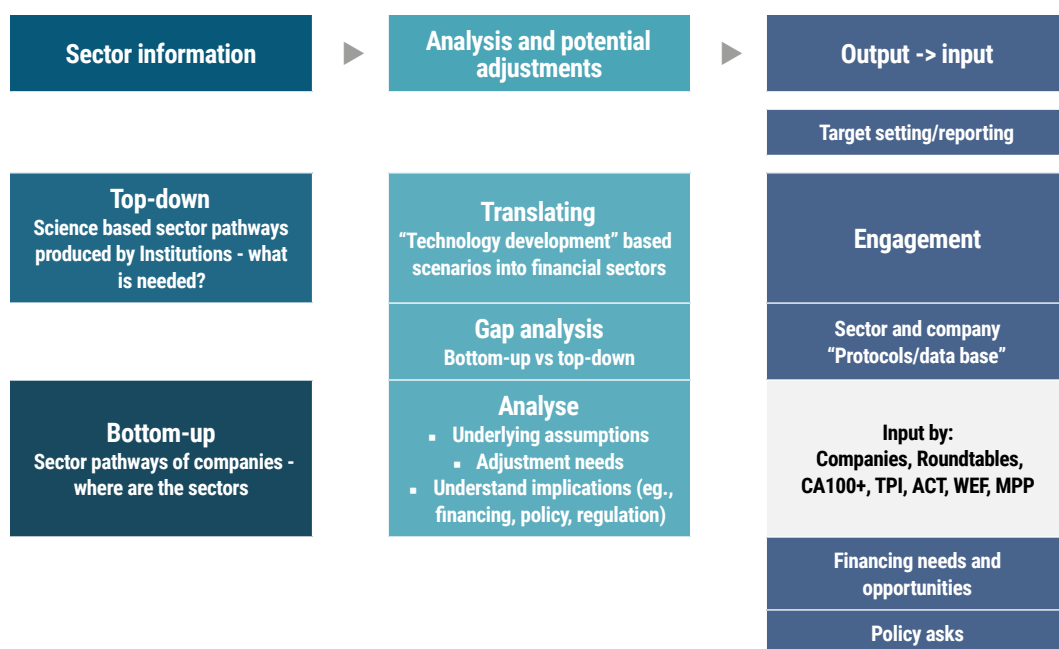 Sector information
Analysis and potential
adjustments
Output -> input
Target setting/reporting
Top-down
Science based sector pathways
produced by Institutions - what
is needed?
Translating
“Technology development” based
scenarios into financial sectors
Engagement
Gap analysis
Bottom-up vs top-down
Sector and company
“Protocols/data base”
Bottom-up
Sector pathways of companies -
where are the sectors
Analyse
▪ Underlying assumptions
▪ Adjustment needs
▪ Understand implications (eg.,
financing, policy, regulation)
Input by:
Companies, Roundtables,
CA100+, TPI, ACT, WEF, MPP
Financing needs and
opportunities
Policy asks